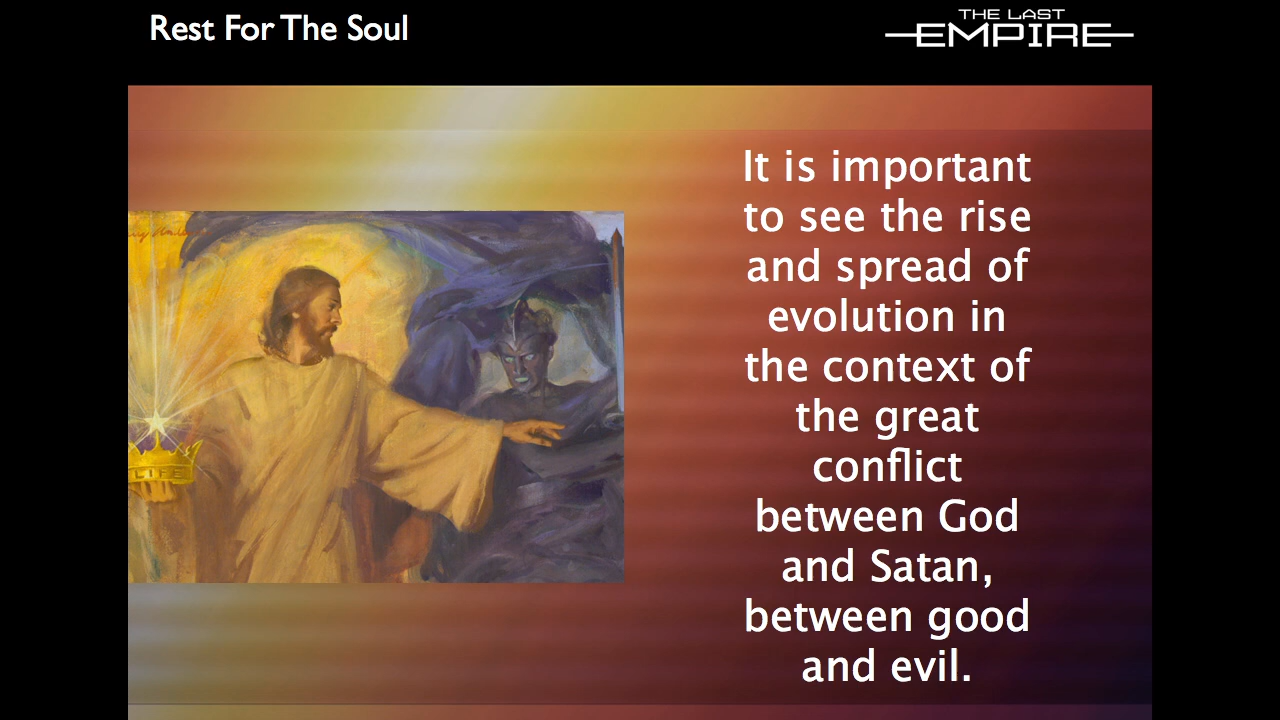 Rest For The Soul
THE LAST
EMPIRE
It is important
to see the rise
and spread of
evolution in
the context of
the great
conflict
between God
and Satan,
between good
and evil.
LIFE